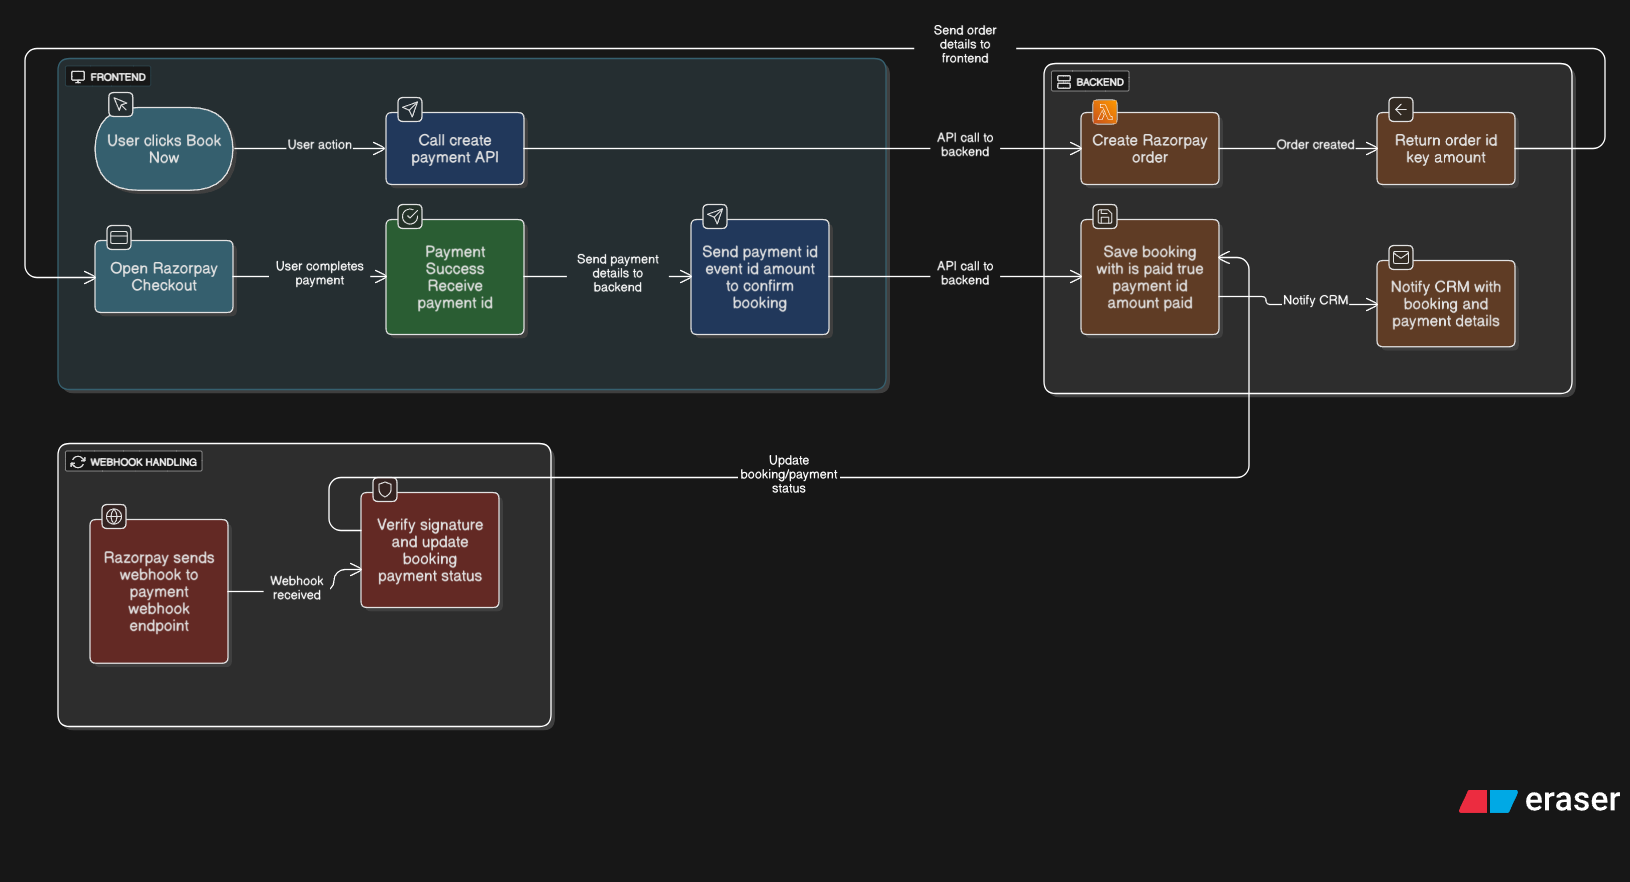 Send order
details to
frontend
FRONTEND
BACKEND
User clicks Book
Now
User action
Call create
payment API
API call to
backend
Create Razorpay
order
Order created
Return order id
key amount
Open Razorpay
Checkout
User completes
payment
Payment
Success
Receive
payment id
Send payment
details to
backend
Send payment id
event id amount
to confirm
booking
API call to
backend
Save booking
with is paid true
payment id
amount paid
Notify CRM
Notify CRM with
booking and
payment details
WEBHOOK HANDLING
Update
booking/payment
status
Razorpay sends
webhook to
payment
webhook
endpoint
Webhook
received
Verify signature
and update
booking
payment status
eraser